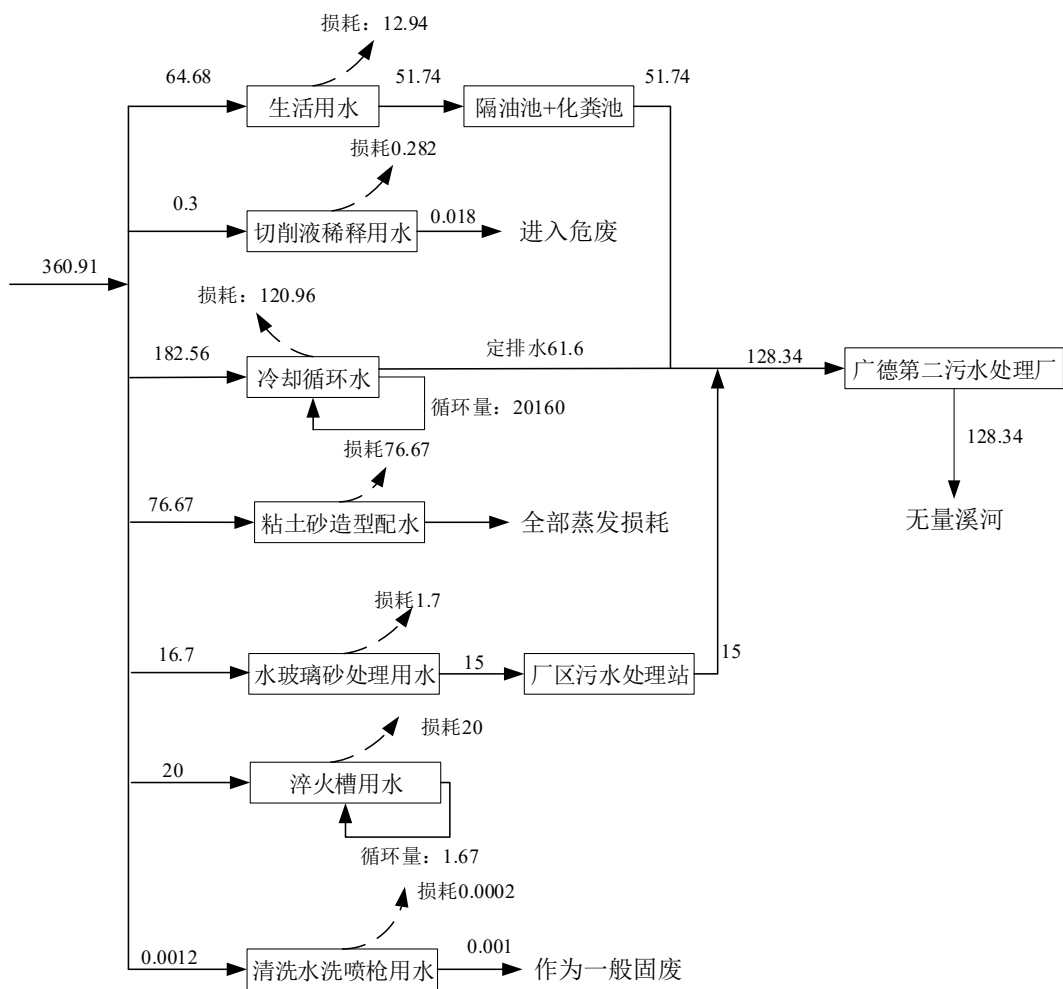 损耗：12.94
64.68
生活用水
51.74
隔油池+化粪池
51.74
损耗0.282
0.3
切削液稀释用水
0.018
进入危废
360.91
损耗：120.96
182.56
冷却循环水
定排水61.6
循环量：20160
128.34
广德第二污水处理厂
128.34
无量溪河
损耗76.67
76.67
粘土砂造型配水
全部蒸发损耗
损耗1.7
16.7
水玻璃砂处理用水
15
厂区污水处理站
15
损耗20
20
淬火槽用水
循环量：1.67
损耗0.0002
0.0012
清洗水洗喷枪用水
0.001
作为一般固废